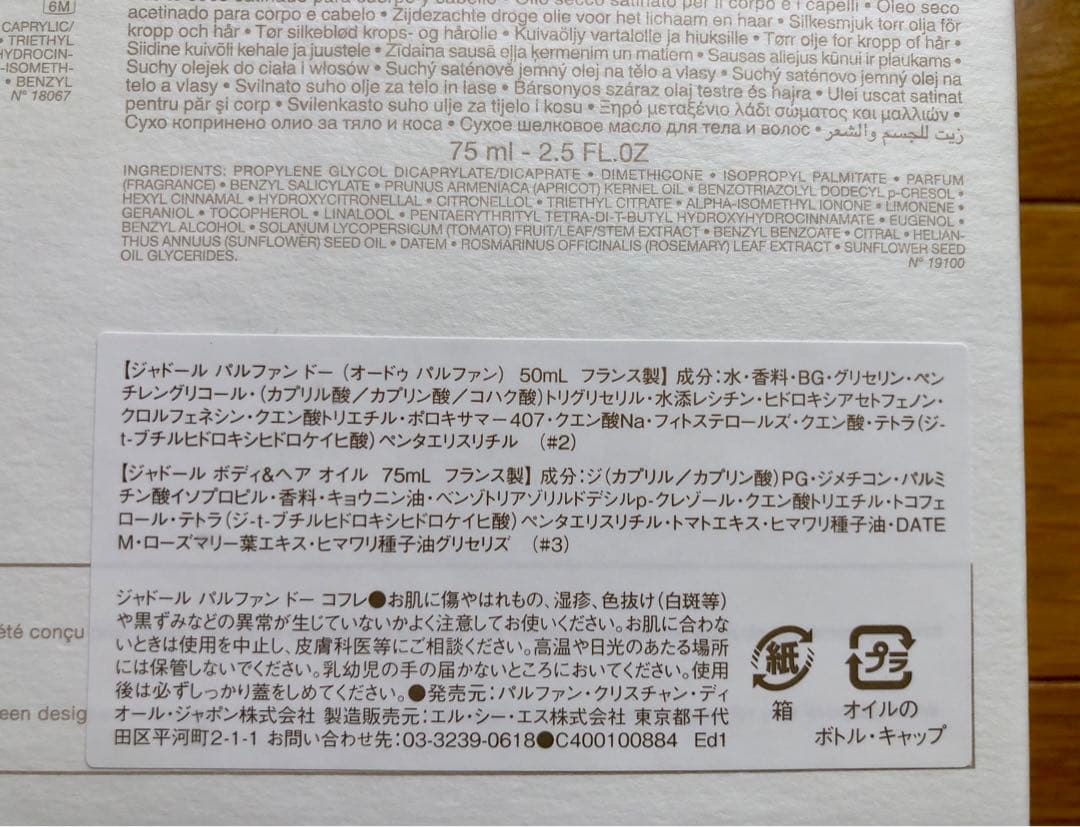 6M
CAPRYLIC/
• TRIETHYL
HYDROCIN-
-ISOMETH-
• BENZYL
N° 18067
acetinado para corpo e cabelo • Zijdezachte droge olie voor het lichaam en haar • Silkesmjuk torr olja för
kropp och hår • Tør silkeblød krops- og hårolie • Kuivaöljy vartalolle ja hiuksille • Tørr olje for kropp of hår •
Siidine kuivõli kehale ja juustele • Zīdaina sausā eļļa ķermenim un matiem • Sausas aliejus kūnui ir plaukams •
Suchy olejek do ciała i włosów • Suchý saténově jemný olej na tělo a vlasy • Suchý saténovo jemný olej na
telo a vlasy • Svilnato suho olje za telo in lase • Bársonyos száraz olaj testre és hajra • Ulei uscat satinat
pentru păr și corp • Svilenkasto suho ulje za tijelo i kosu • Ξηρό μεταξένιο λάδι σώματος και μαλλιών •
Сухо копринено олио за тяло и коса • Сухое шелковое масло для тела и волос • زيت للجسم والشعر
75 ml - 2.5 FL.OZ
INGREDIENTS: PROPYLENE GLYCOL DICAPRYLATE/DICAPRATE • DIMETHICONE • ISOPROPYL PALMITATE • PARFUM
(FRAGRANCE) • BENZYL SALICYLATE • PRUNUS ARMENIACA (APRICOT) KERNEL OIL • BENZOTRIAZOLYL DODECYL p-CRESOL •
HEXYL CINNAMAL • HYDROXYCITRONELLAL • CITRONELLOL • TRIETHYL CITRATE • ALPHA-ISOMETHYL IONONE • LIMONENE •
GERANIOL • TOCOPHEROL • LINALOOL • PENTAERYTHRITYL TETRA-DI-T-BUTYL HYDROXYHYDROCINNAMATE • EUGENOL •
BENZYL ALCOHOL • SOLANUM LYCOPERSICUM (TOMATO) FRUIT/LEAF/STEM EXTRACT • BENZYL BENZOATE • CITRAL • HELIAN-
THUS ANNUUS (SUNFLOWER) SEED OIL • DATEM • ROSMARINUS OFFICINALIS (ROSEMARY) LEAF EXTRACT • SUNFLOWER SEED
OIL GLYCERIDES.
N° 19100
【ジャドール パルファン ドー（オードゥ パルファン） 50mL フランス製】成分：水・香料・BG・グリセリン・ペン
チレングリコール・（カプリル酸／カプリン酸／コハク酸）トリグリセリル・水添レシチン・ヒドロキシアセトフェノン・
クロルフェネシン・クエン酸トリエチル・ポロキサマー407・クエン酸Na・フィトステロールズ・クエン酸・テトラ（ジ-
t-ブチルヒドロキシヒドロケイヒ酸）ペンタエリスリチル （#2）
【ジャドール ボディ&ヘア オイル 75mL フランス製】成分：ジ（カプリル／カプリン酸）PG・ジメチコン・パルミ
チン酸イソプロピル・香料・キョウニン油・ベンゾトリアゾリルドデシルp-クレゾール・クエン酸トリエチル・トコフェ
ロール・テトラ（ジ-t-ブチルヒドロキシヒドロケイヒ酸）ペンタエリスリチル・トマトエキス・ヒマワリ種子油・DATE
M・ローズマリー葉エキス・ヒマワリ種子油グリセリズ （#3）
été conçu
een desig
ジャドール パルファン ドー コフレ●お肌に傷やはれもの、湿疹、色抜け（白斑等）
や黒ずみなどの異常が生じていないかよく注意してお使いください。お肌に合わな
いときは使用を中止し、皮膚科医等にご相談ください。高温や日光のあたる場所
には保管しないでください。乳幼児の手の届かないところにおいてください。使用
後は必ずしっかり蓋をしめてください。●発売元：パルファン・クリスチャン・ディ
オール・ジャポン株式会社 製造販売元：エル・シー・エス株式会社 東京都千代
田区平河町2-1-1 お問い合わせ先：03-3239-0618●C400100884 Ed1
紙
箱
プラ
オイルの
ボトル・キャップ